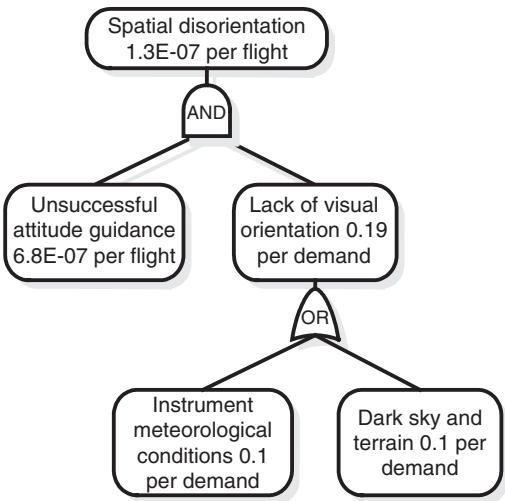 Spatial disorientation
1.3E-07 per flight
AND
Unsuccessful
attitude guidance
6.8E-07 per flight
Lack of visual
orientation 0.19
per demand
OR
Instrument
meteorological
conditions 0.1
per demand
Dark sky and
terrain 0.1 per
demand